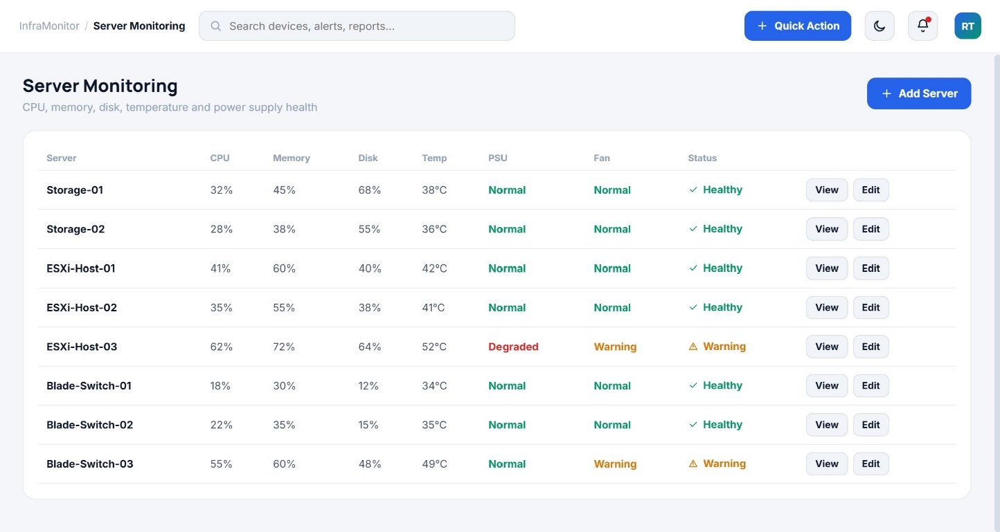 InfraMonitor / Server Monitoring Search devices, alerts, reports... + Quick Action RT
Server Monitoring
+ Add Server
CPU, memory, disk, temperature and power supply health
Server CPU Memory Disk Temp PSU Fan Status
Storage-01 32% 45% 68% 38°C Normal Normal Healthy View Edit
Storage-02 28% 38% 55% 36°C Normal Normal Healthy View Edit
ESXi-Host-01 41% 60% 40% 42°C Normal Normal Healthy View Edit
ESXi-Host-02 35% 55% 38% 41°C Normal Normal Healthy View Edit
ESXi-Host-03 62% 72% 64% 52°C Degraded Warning Warning View Edit
Blade-Switch-01 18% 30% 12% 34°C Normal Normal Healthy View Edit
Blade-Switch-02 22% 35% 15% 35°C Normal Normal Healthy View Edit
Blade-Switch-03 55% 60% 48% 49°C Normal Warning Warning View Edit